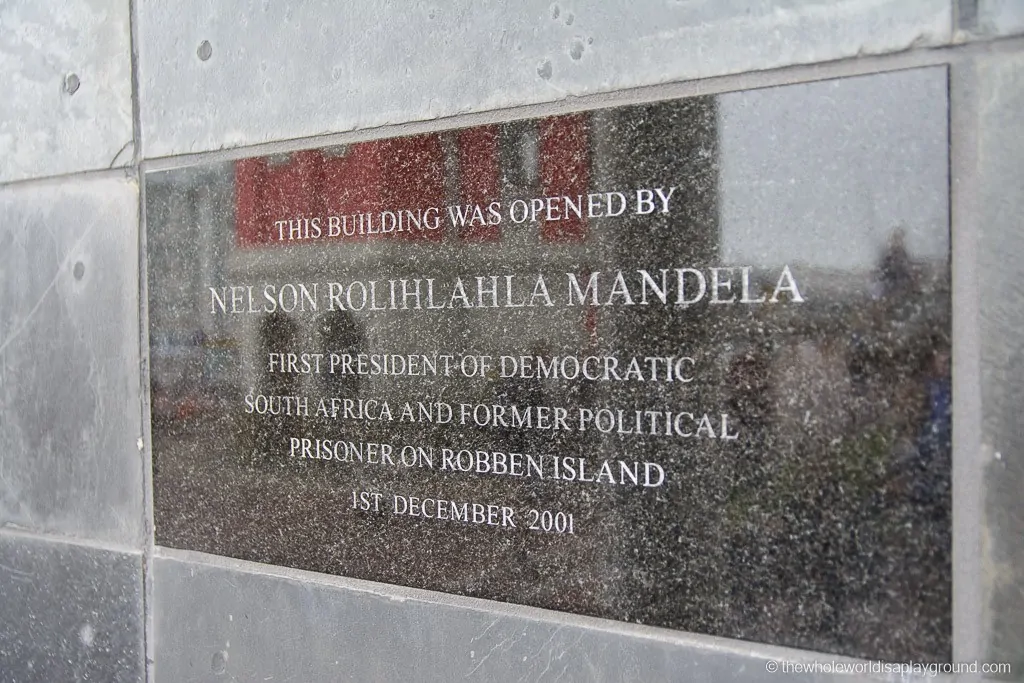 THIS BUILDING WAS OPENED BY
NELSON ROLIHLAHLA MANDELA
FIRST PRESIDENT OF DEMOCRATIC
SOUTH AFRICA AND FORMER POLITICAL
PRISONER ON ROBBEN ISLAND
1ST DECEMBER 2001
© thewholeworldisaplayground.com